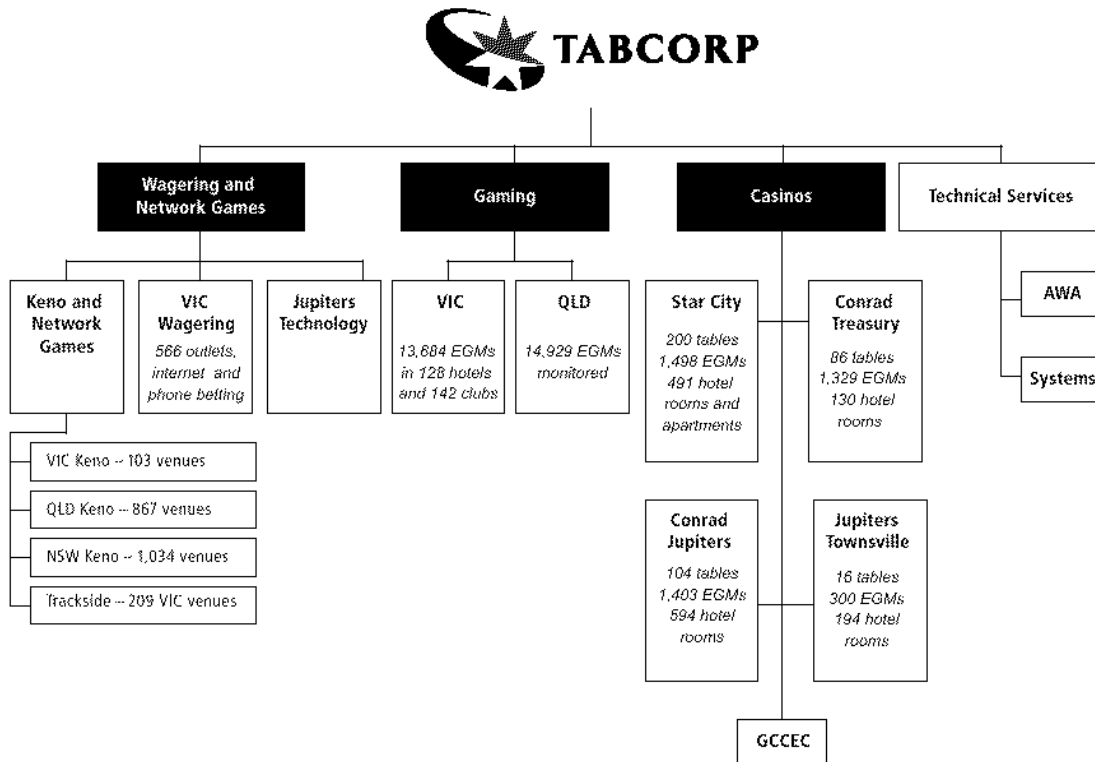 TABCORP
Wagering and
Network Games
Gaming
Casinos
Technical Services
Keno and
Network
Games
VIC
Wagering
566 outlets,
internet and
phone betting
Jupiters
Technology
VIC
13,684 EGMs
in 128 hotels
and 142 clubs
QLD
14,929 EGMs
monitored
Star City
200 tables
1,498 EGMs
491 hotel
rooms and
apartments
Conrad
Treasury
86 tables
1,329 EGMs
130 hotel
rooms
AWA
Systems
VIC Keno – 103 venues
QLD Keno – 867 venues
NSW Keno – 1,034 venues
Trackside – 209 VIC venues
Conrad
Jupiters
104 tables
1,403 EGMs
594 hotel
rooms
Jupiters
Townsville
16 tables
300 EGMs
194 hotel
rooms
GCCEC